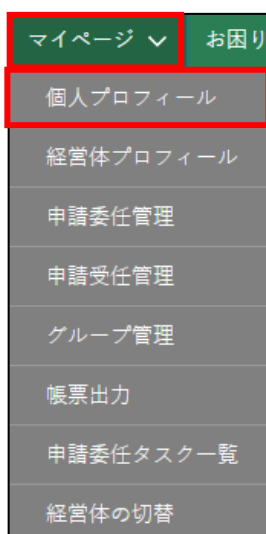 マイページ お困り
個人プロフィール
経営体プロフィール
申請委任管理
申請受任管理
グループ管理
帳票出力
申請委任タスク一覧
経営体の切替